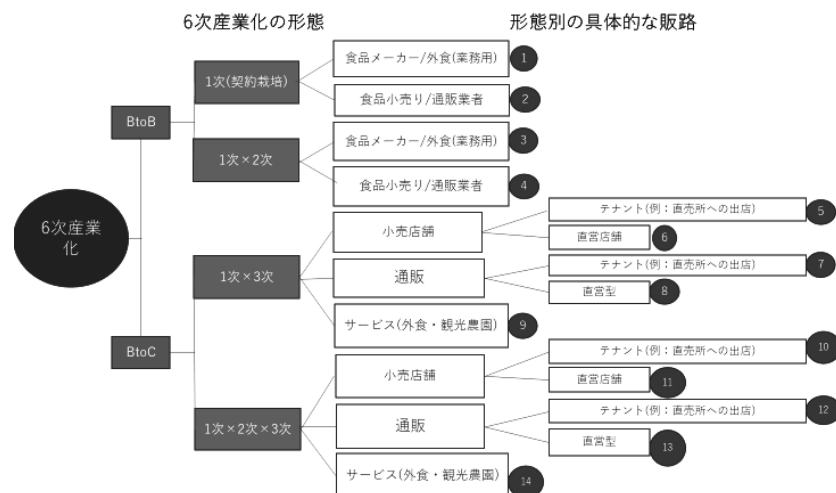 6次産業化の形態
形態別の具体的な販路
6次産業
化
BtoB
1次(契約栽培)
食品メーカー/外食(業務用)
1
食品小売り/通販業者
2
1次×2次
食品メーカー/外食(業務用)
3
食品小売り/通販業者
4
BtoC
1次×3次
小売店舗
テナント(例:直売所への出店)
5
直営店舗
6
通販
テナント(例:直売所への出店)
7
直営型
8
サービス(外食・観光農園)
9
1次×2次×3次
小売店舗
テナント(例:直売所への出店)
10
直営店舗
11
通販
テナント(例:直売所への出店)
12
直営型
13
サービス(外食・観光農園)
14